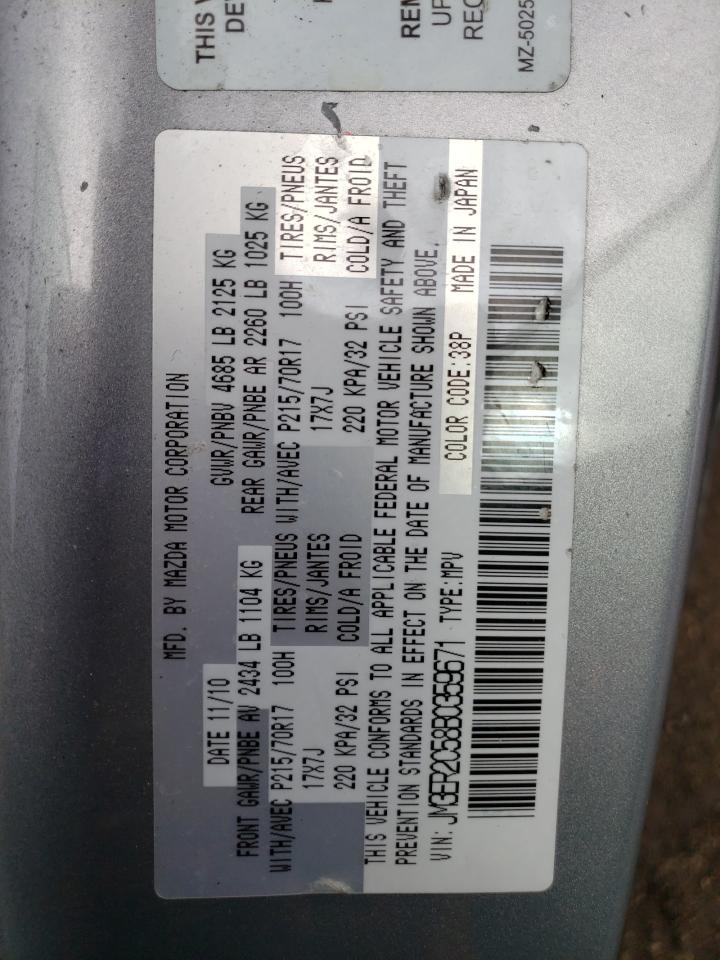 MFD. BY MAZDA MOTOR CORPORATION
DATE 11/10 GVWR/PNBV 4685 LB 2125 KG
FRONT GAWR/PNBE AV 2434 LB 1104 KG REAR GAWR/PNBE AR 2260 LB 1025 KG
WITH/AVEC P215/70R17 100H TIRES/PNEUS WITH/AVEC P215/70R17 100H TIRES/PNEUS
17X7J RIMS/JANTES 17X7J RIMS/JANTES
220 KPA/32 PSI COLD/A FROID 220 KPA/32 PSI COLD/A FROID
THIS VEHICLE CONFORMS TO ALL APPLICABLE FEDERAL MOTOR VEHICLE SAFETY AND THEFT
PREVENTION STANDARDS IN EFFECT ON THE DATE OF MANUFACTURE SHOWN ABOVE.
VIN: JM3ER2C58B0359671 TYPE:MPV COLOR CODE:38P MADE IN JAPAN
THIS
DE
REM
UP
REC
MZ-5025